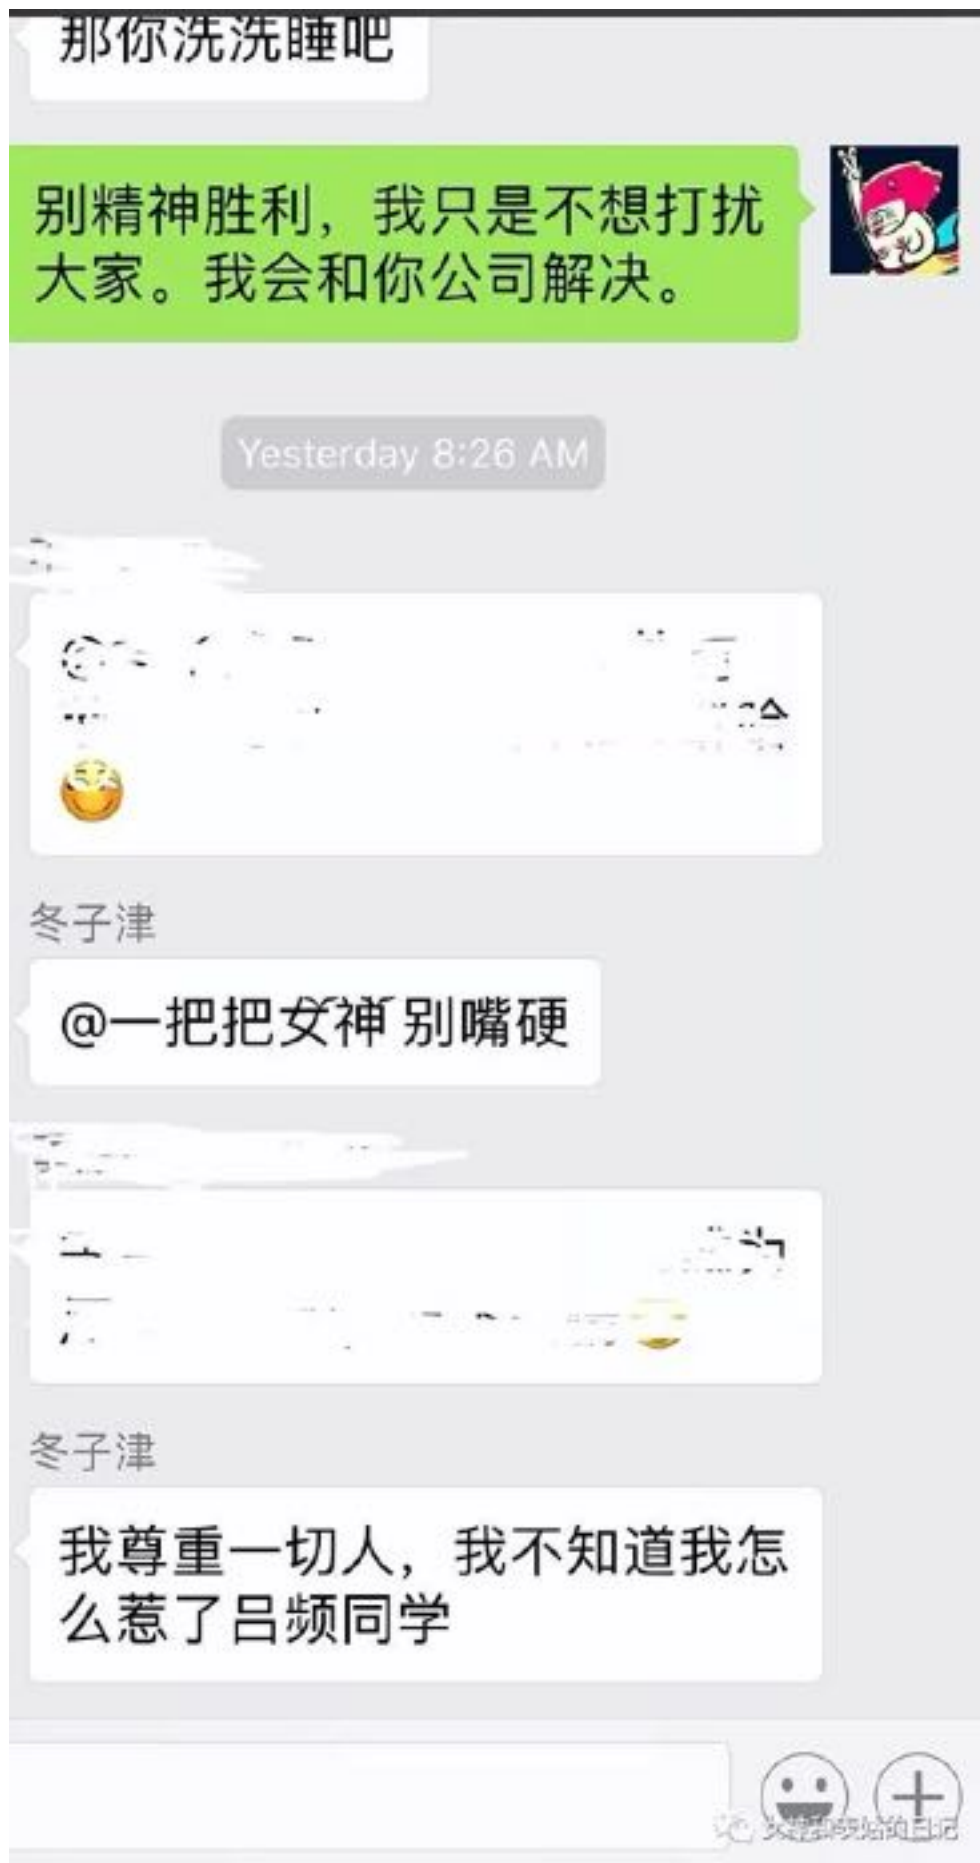 那你洗洗睡吧
别精神胜利，我只是不想打扰
大家。我会和你公司解决。
Yesterday 8:26 AM
冬子津
@一把把女神 别嘴硬
冬子津
我尊重一切人，我不知道我怎
么惹了吕频同学
的日记